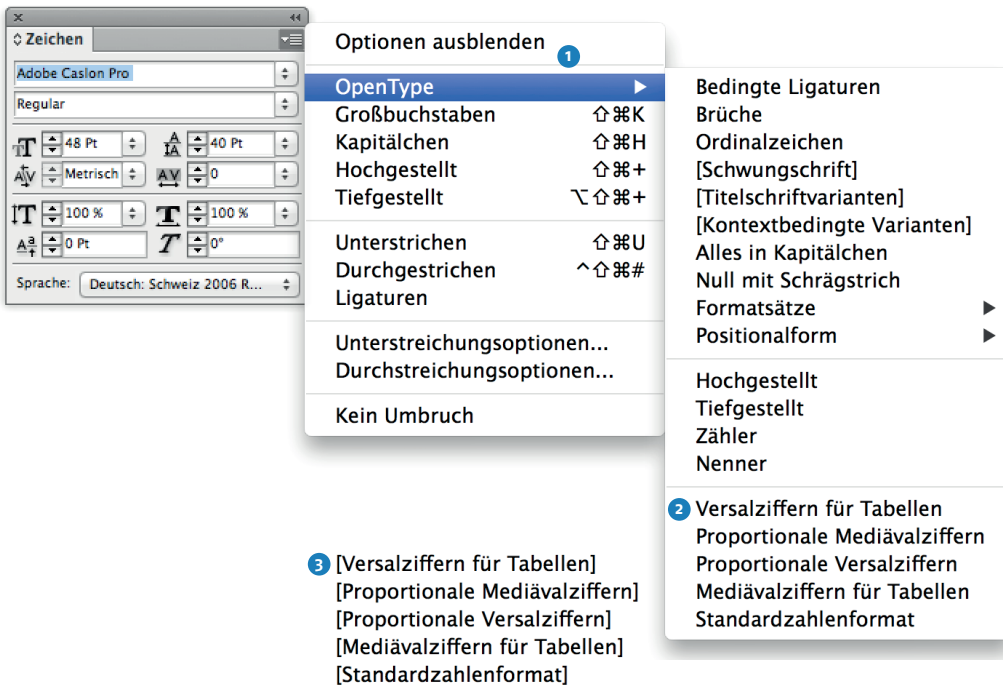 Zeichen
Adobe Caslon Pro
Regular
48 Pt
40 Pt
Metrisch
0
100 %
100 %
0 Pt
0°
Sprache: Deutsch: Schweiz 2006 R...
Optionen ausblenden
1
OpenType ▶
Großbuchstaben ⇧⌘K
Kapitälchen ⇧⌘H
Hochgestellt ⇧⌘+
Tiefgestellt ⌥⇧⌘+
Unterstrichen ⇧⌘U
Durchgestrichen ^⇧⌘#
Ligaturen
Unterstreichungsoptionen...
Durchstreichungsoptionen...
Kein Umbruch
Bedingte Ligaturen
Brüche
Ordinalzeichen
[Schwungschrift]
[Titelschriftvarianten]
[Kontextbedingte Varianten]
Alles in Kapitälchen
Null mit Schrägstrich
Formatsätze ▶
Positionalform ▶
Hochgestellt
Tiefgestellt
Zähler
Nenner
2 Versalziffern für Tabellen
Proportionale Mediävalziffern
Proportionale Versalziffern
Mediävalziffern für Tabellen
Standardzahlenformat
3 [Versalziffern für Tabellen]
[Proportionale Mediävalziffern]
[Proportionale Versalziffern]
[Mediävalziffern für Tabellen]
[Standardzahlenformat]